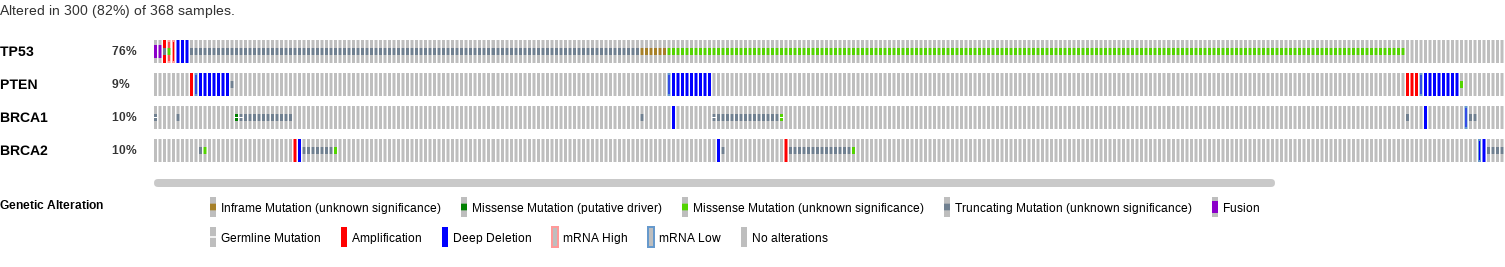 Altered in 300 (82%) of 368 samples.
TP53 76%
PTEN 9%
BRCA1 10%
BRCA2 10%
Genetic Alteration Inframe Mutation (unknown significance) Missense Mutation (putative driver) Missense Mutation (unknown significance) Truncating Mutation (unknown significance) Fusion
Germline Mutation Amplification Deep Deletion mRNA High mRNA Low No alterations